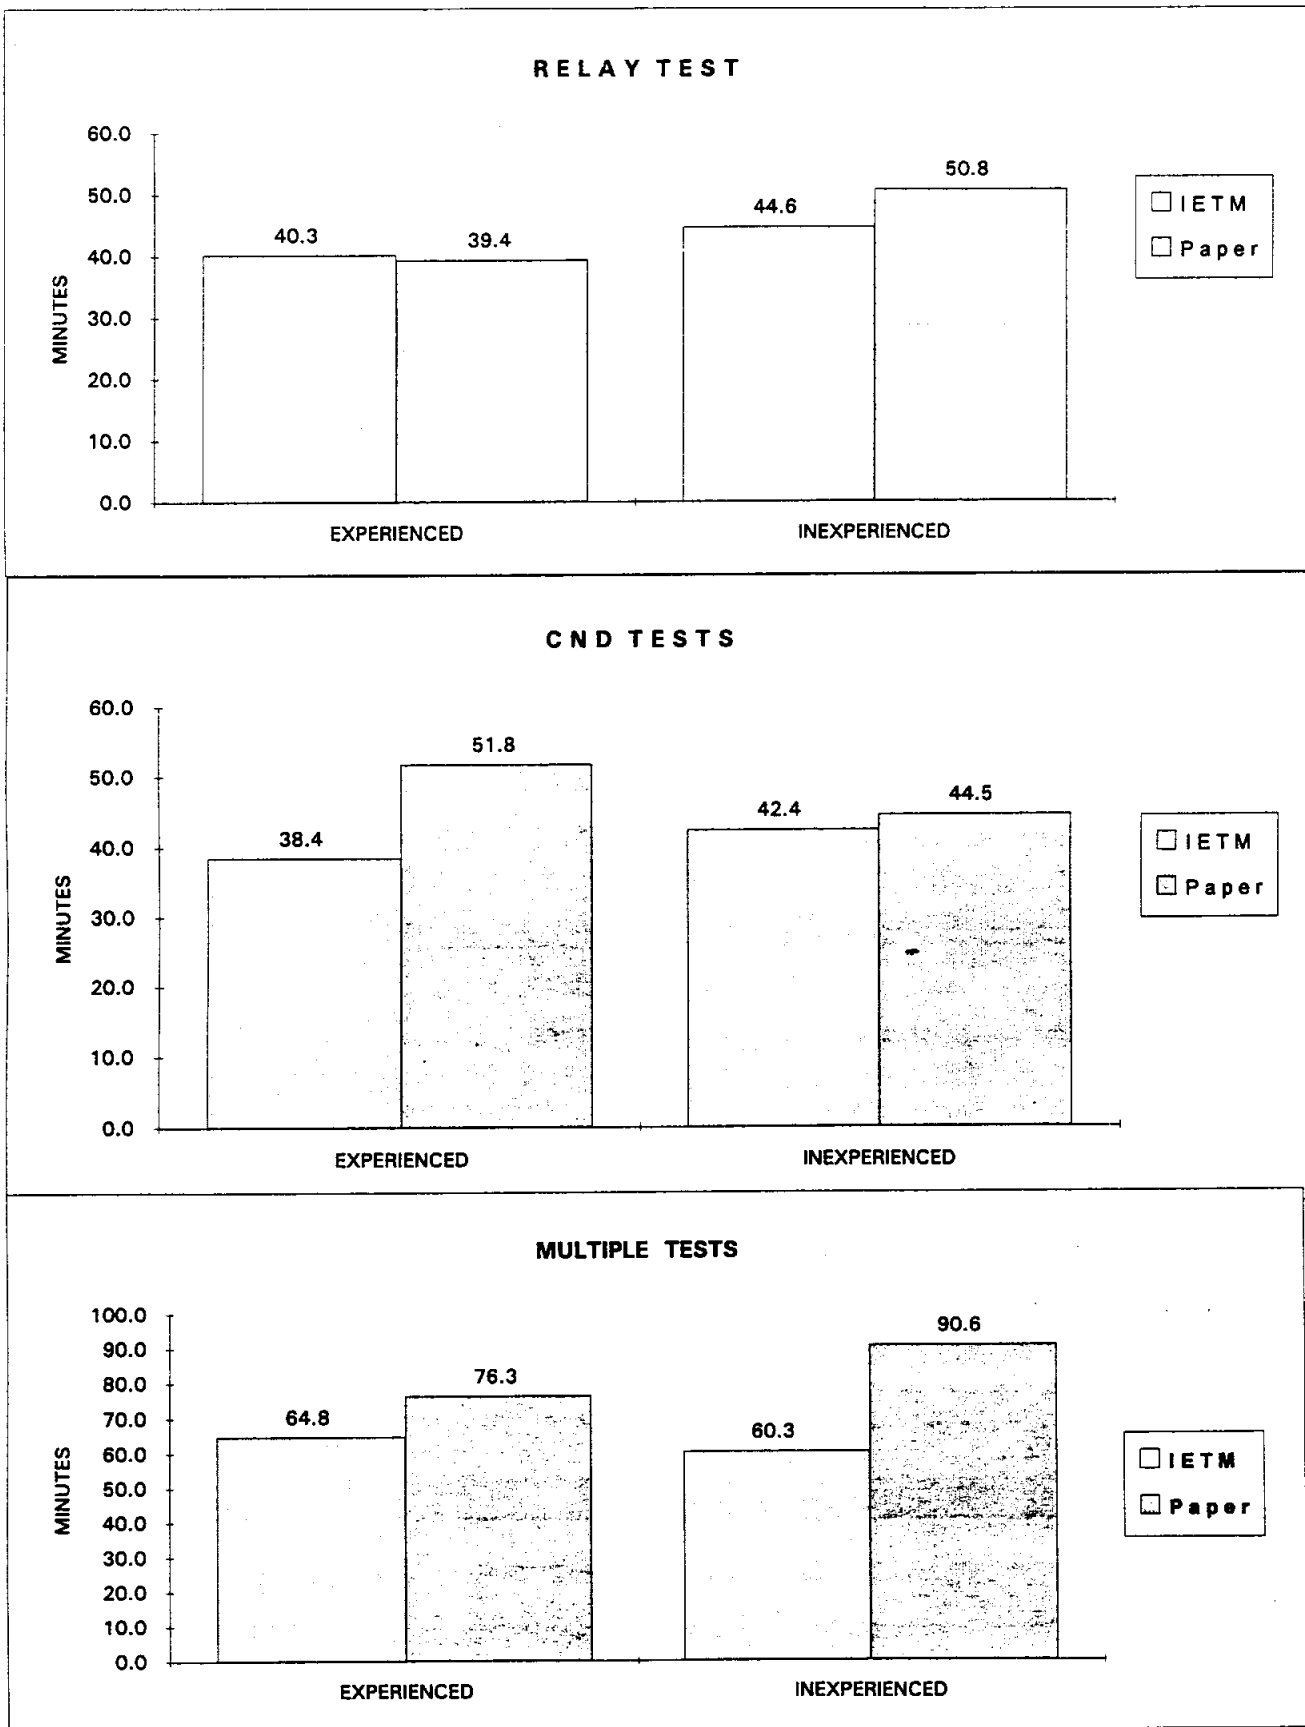 RELAY TEST
60.0
50.0
40.0
30.0
20.0
10.0
0.0
MINUTES
40.3
39.4
44.6
50.8
EXPERIENCED
INEXPERIENCED
IETM
Paper
CND TESTS
60.0
50.0
40.0
30.0
20.0
10.0
0.0
MINUTES
38.4
51.8
42.4
44.5
EXPERIENCED
INEXPERIENCED
IETM
Paper
MULTIPLE TESTS
100.0
90.0
80.0
70.0
60.0
50.0
40.0
30.0
20.0
10.0
0.0
MINUTES
64.8
76.3
60.3
90.6
EXPERIENCED
INEXPERIENCED
IETM
Paper